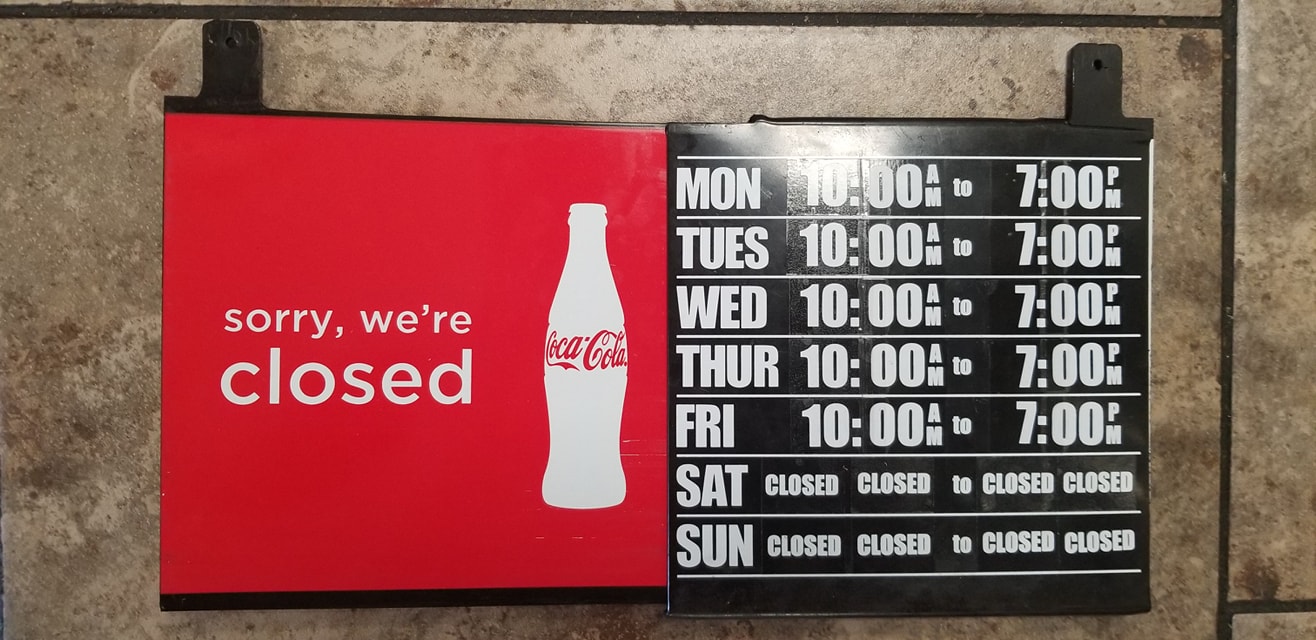 sorry, we're
closed
Coca-Cola
MON 10:00 AM to 7:00 PM
TUES 10:00 AM to 7:00 PM
WED 10:00 AM to 7:00 PM
THUR 10:00 AM to 7:00 PM
FRI 10:00 AM to 7:00 PM
SAT CLOSED CLOSED to CLOSED CLOSED
SUN CLOSED CLOSED to CLOSED CLOSED